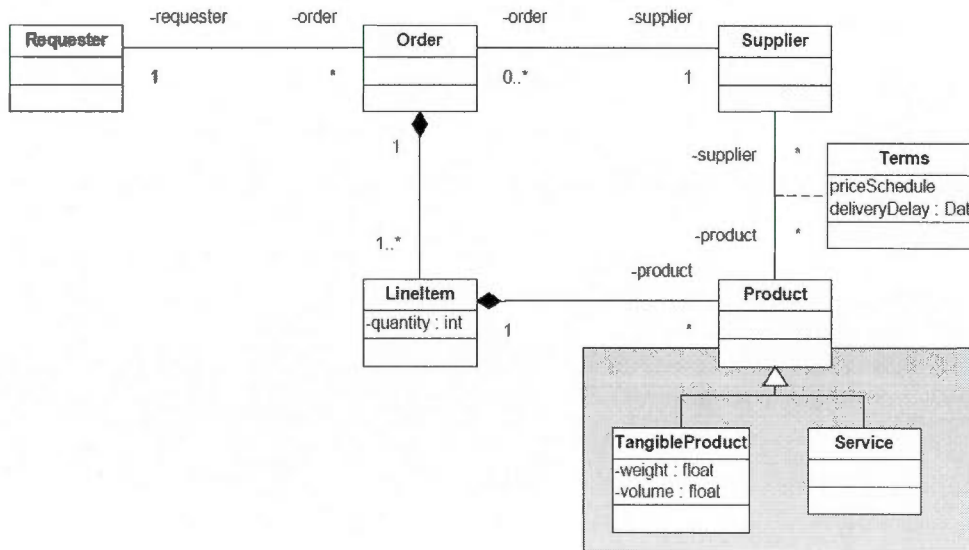 -requester -order -order -supplier
Requester Order Supplier
1 * 0..* 1
1
-supplier *
Terms
priceSchedule
deliveryDelay : Dat
-product *
1..*
-product
LineItem Product
-quantity : int
1 *
TangibleProduct Service
-weight : float
-volume : float